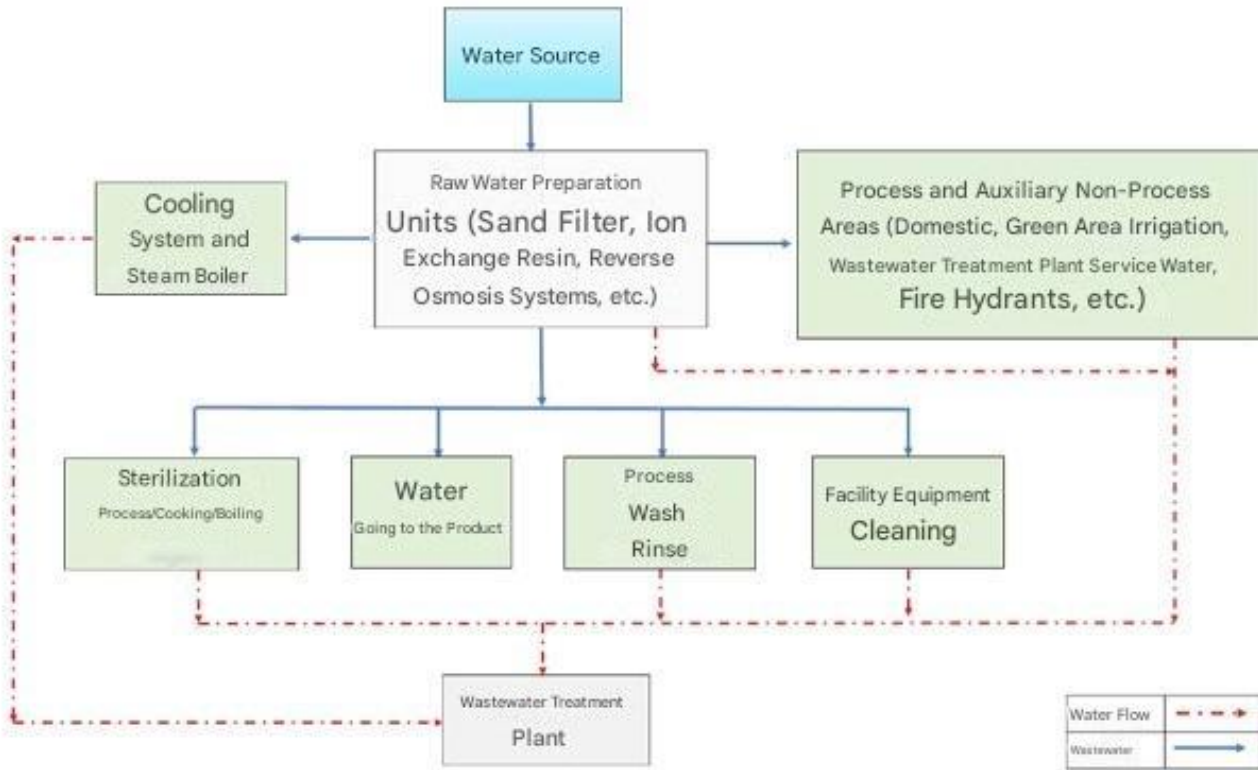 Water Source
Raw Water Preparation
Units (Sand Filter, Ion
Exchange Resin, Reverse
Osmosis Systems, etc.)
Cooling
System and
Steam Boiler
Process and Auxiliary Non-Process
Areas (Domestic, Green Area Irrigation,
Wastewater Treatment Plant Service Water,
Fire Hydrants, etc.)
Sterilization
Process/Cooking/Boiling
Water
Going to the Product
Process
Wash
Rinse
Facility Equipment
Cleaning
Wastewater Treatment
Plant
Water Flow
Wastewater